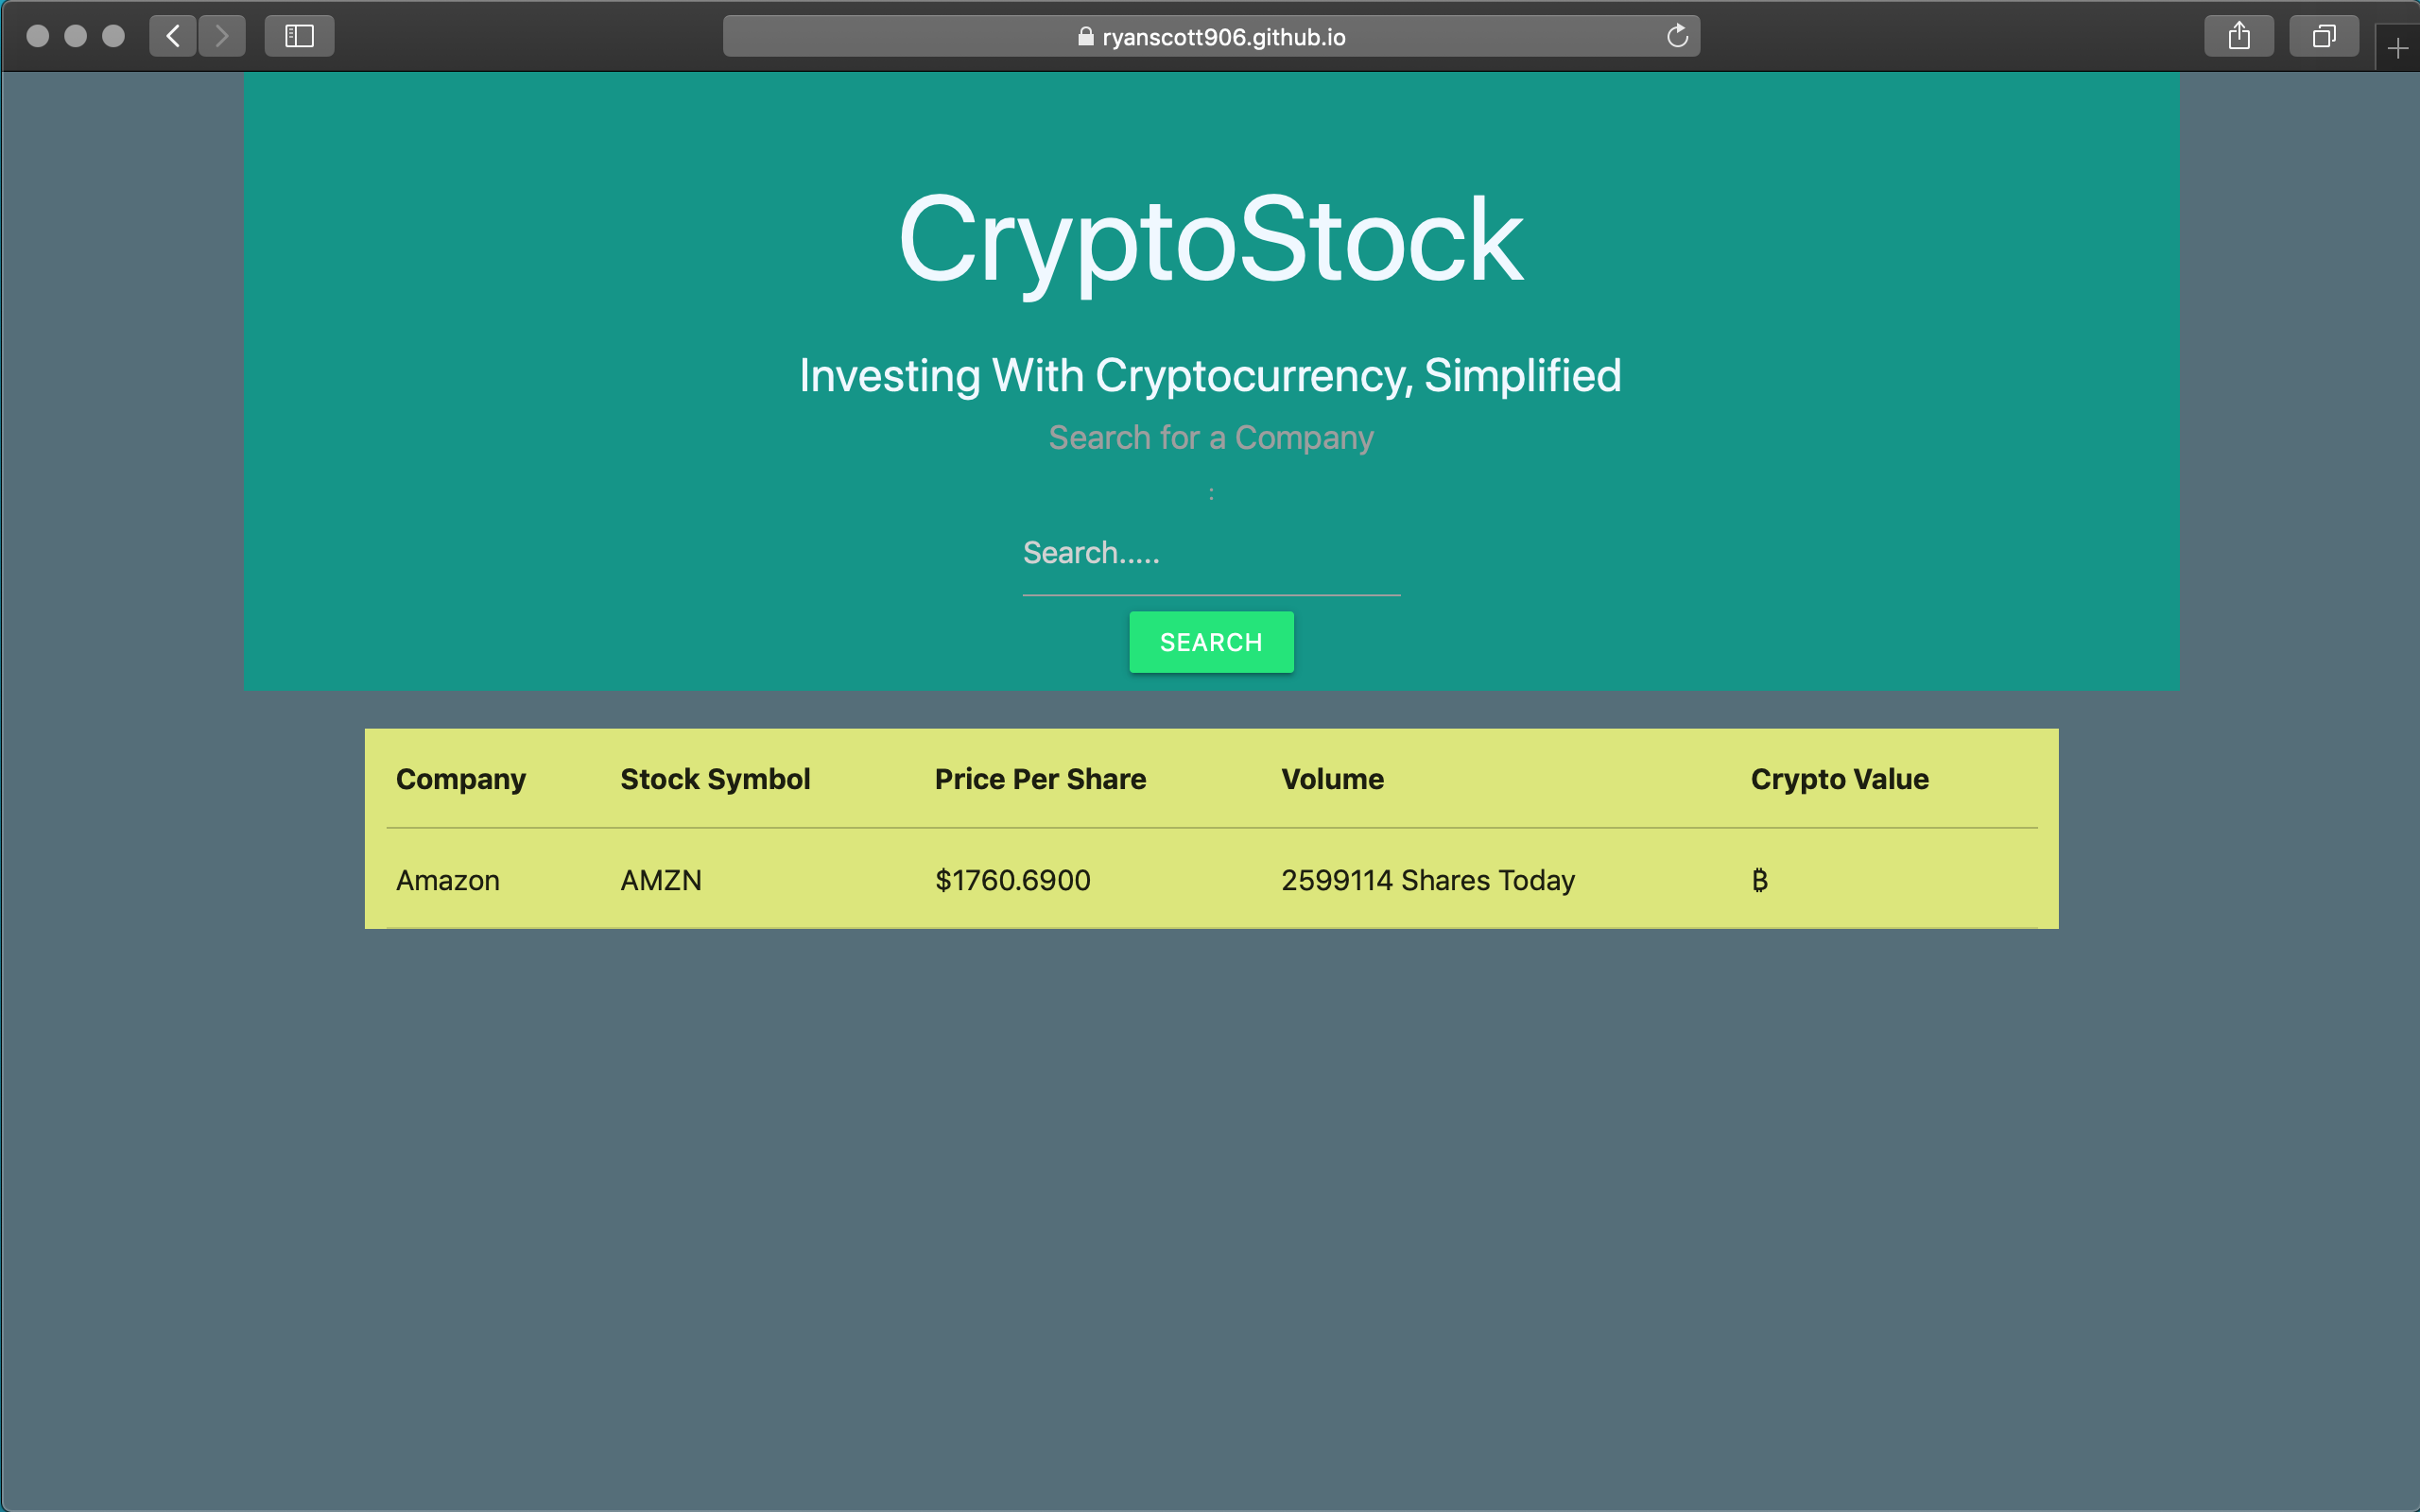 ryanscott906.github.io
CryptoStock
Investing With Cryptocurrency, Simplified
Search for a Company
:
Search.....
SEARCH
Company Stock Symbol Price Per Share Volume Crypto Value
Amazon AMZN $1760.6900 2599114 Shares Today ₿